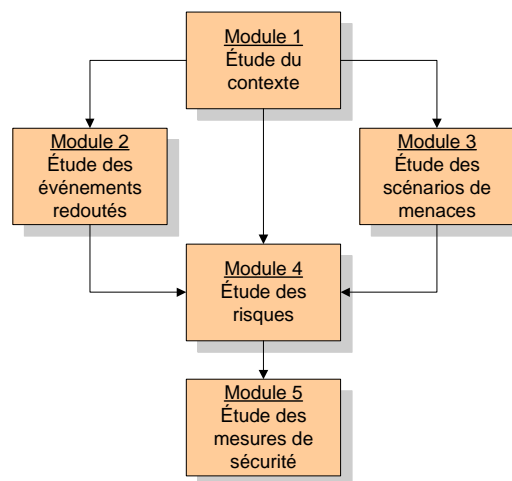 Module 1
Étude du
contexte
Module 2
Étude des
événements
redoutés
Module 3
Étude des
scénarios de
menaces
Module 4
Étude des
risques
Module 5
Étude des
mesures de
sécurité